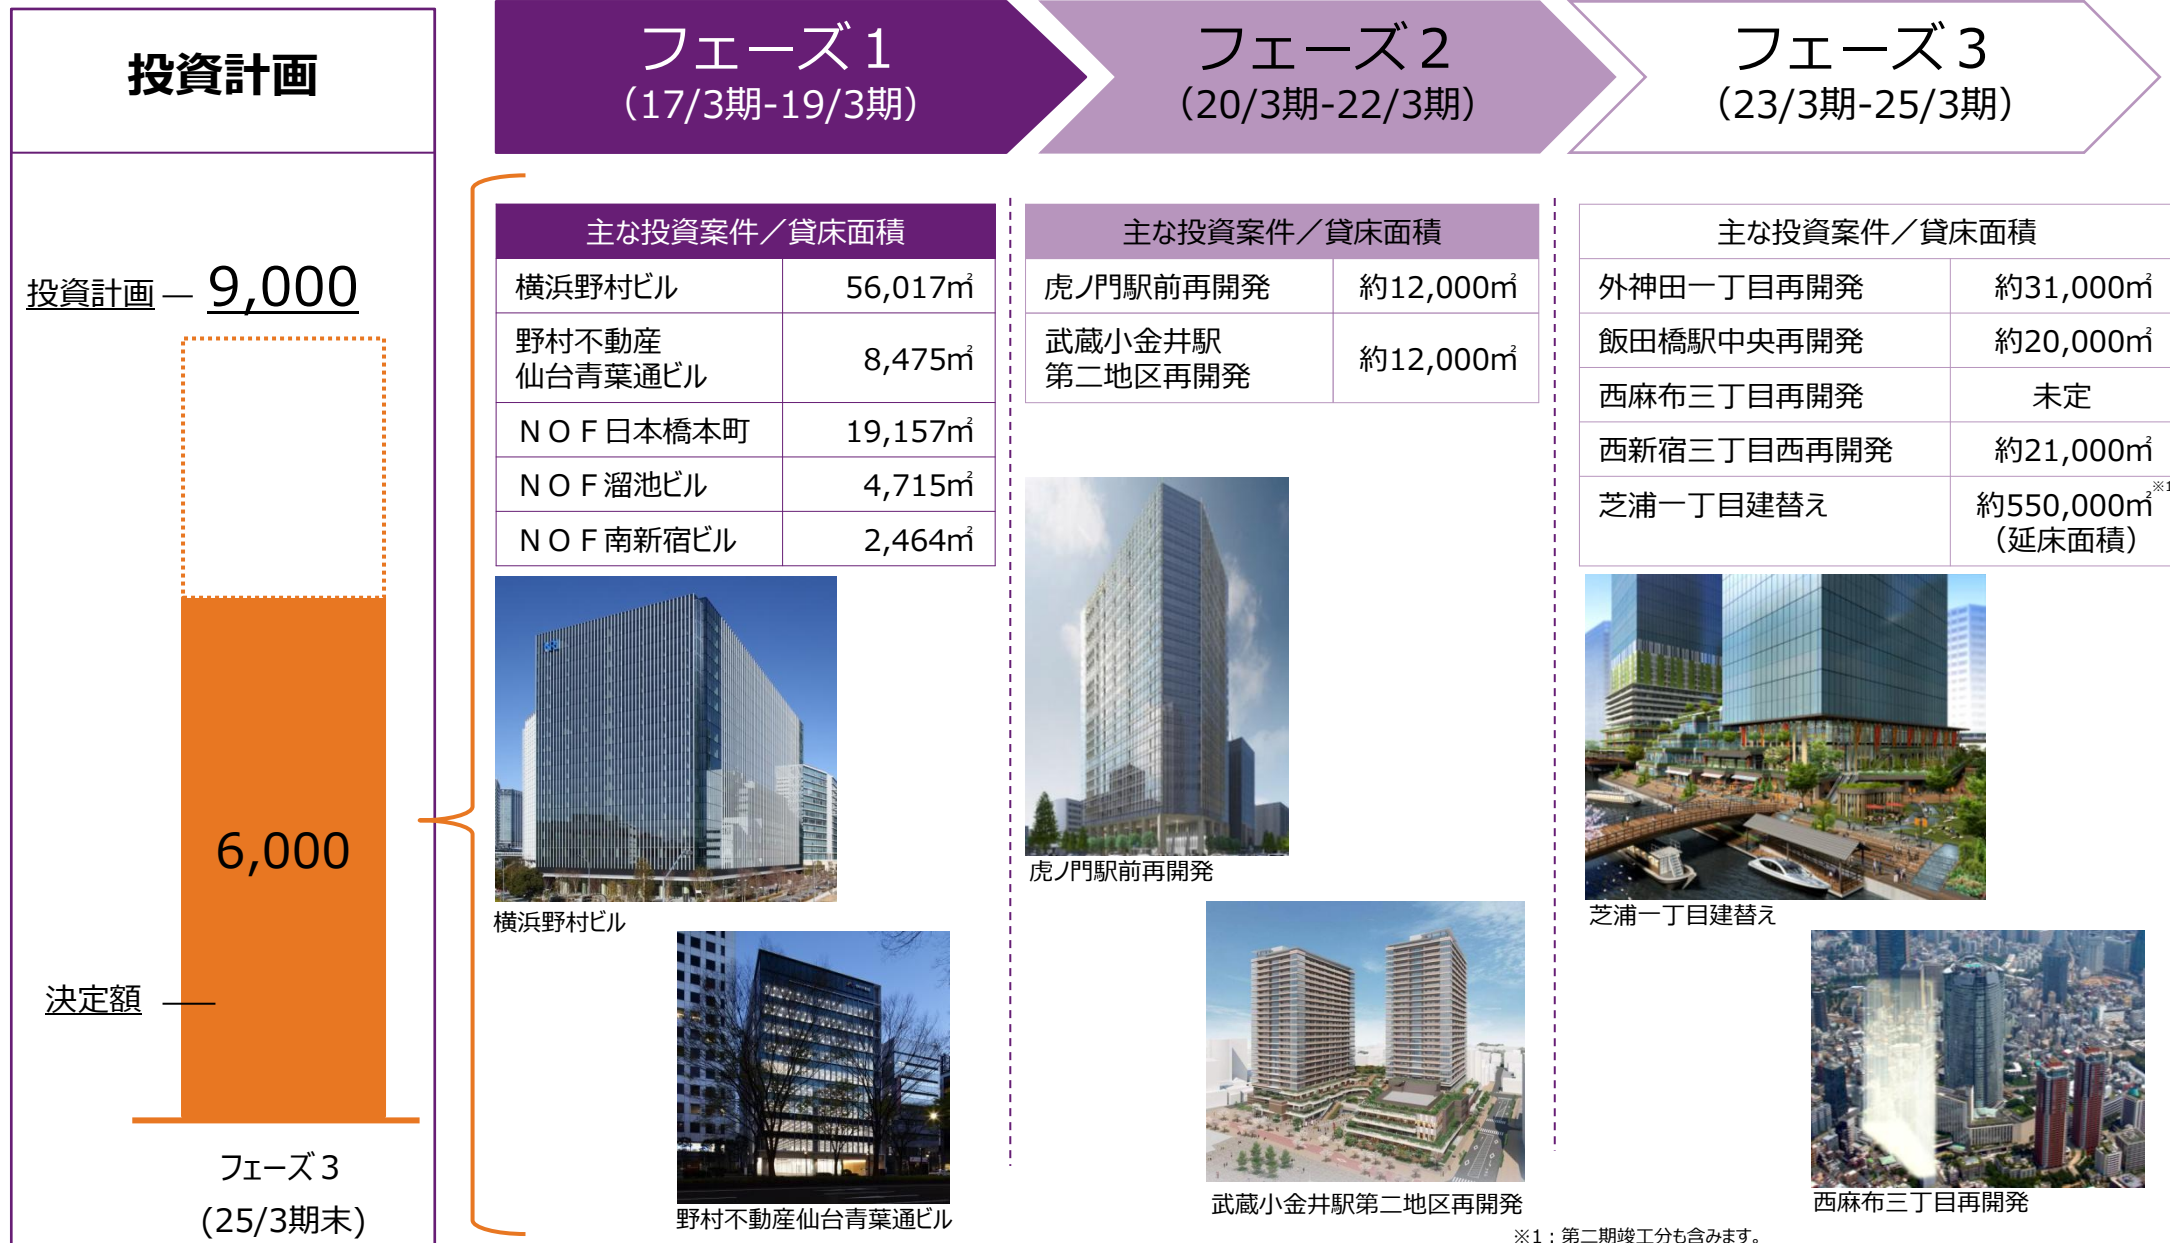 投資計画
投資計画 9,000
6,000
決定額
フェーズ３
(25/3期末)
フェーズ１
（17/3期-19/3期）
主な投資案件／貸床面積
横浜野村ビル 56,017㎡
野村不動産
仙台青葉通ビル 8,475㎡
ＮＯＦ日本橋本町 19,157㎡
ＮＯＦ溜池ビル 4,715㎡
ＮＯＦ南新宿ビル 2,464㎡
横浜野村ビル
野村不動産仙台青葉通ビル
フェーズ２
（20/3期-22/3期）
主な投資案件／貸床面積
虎ノ門駅前再開発 約12,000㎡
武蔵小金井駅
第二地区再開発 約12,000㎡
虎ノ門駅前再開発
武蔵小金井駅第二地区再開発
フェーズ３
（23/3期-25/3期）
主な投資案件／貸床面積
外神田一丁目再開発 約31,000㎡
飯田橋駅中央再開発 約20,000㎡
西麻布三丁目再開発 未定
西新宿三丁目西再開発 約21,000㎡
芝浦一丁目建替え 約550,000㎡※1
（延床面積）
芝浦一丁目建替え
西麻布三丁目再開発
※1：第二期竣工分も含みます。